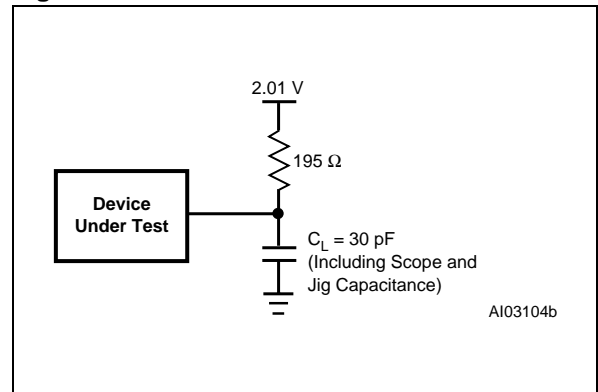 2.01 V
195 Ω
Device
Under Test
C_L = 30 pF
(Including Scope and
Jig Capacitance)
AI03104b